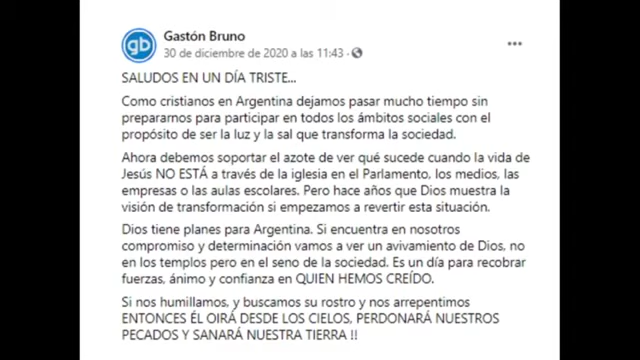 gb
Gastón Bruno
30 de diciembre de 2020 a las 11:43 ·
SALUDOS EN UN DÍA TRISTE...
Como cristianos en Argentina dejamos pasar mucho tiempo sin
prepararnos para participar en todos los ámbitos sociales con el
propósito de ser la luz y la sal que transforma la sociedad.
Ahora debemos soportar el azote de ver qué sucede cuando la vida de
Jesús NO ESTÁ a través de la iglesia en el Parlamento, los medios, las
empresas o las aulas escolares. Pero hace años que Dios muestra la
visión de transformación si empezamos a revertir esta situación.
Dios tiene planes para Argentina. Si encuentra en nosotros
compromiso y determinación vamos a ver un avivamiento de Dios, no
en los templos pero en el seno de la sociedad. Es un día para recobrar
fuerzas, ánimo y confianza en QUIEN HEMOS CREÍDO.
Si nos humillamos, y buscamos su rostro y nos arrepentimos
ENTONCES ÉL OIRÁ DESDE LOS CIELOS, PERDONARÁ NUESTROS
PECADOS Y SANARÁ NUESTRA TIERRA !!